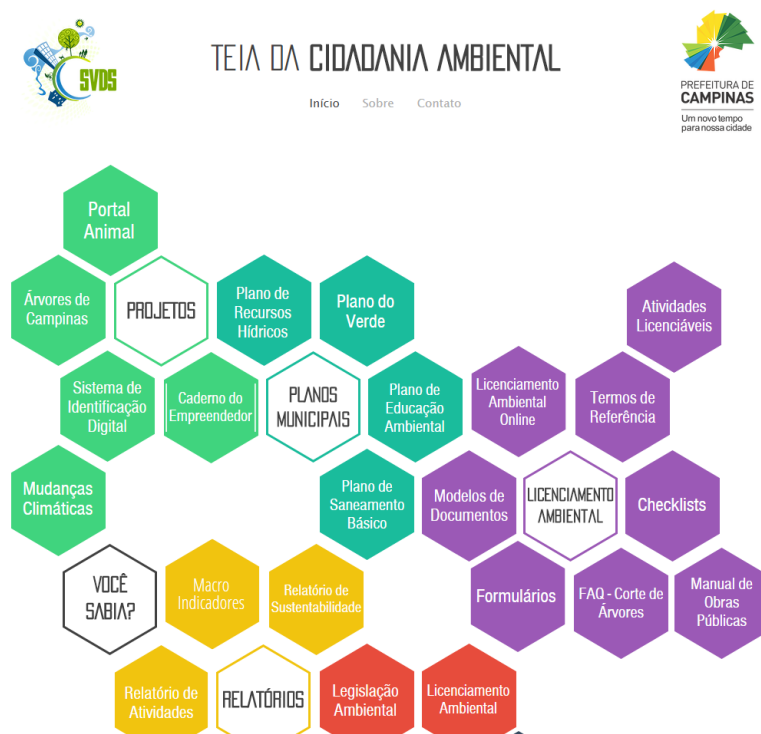 SVDS
TEIA DA CIDADANIA AMBIENTAL
PREFEITURA DE
CAMPINAS
Um novo tempo
para nossa cidade
Início Sobre Contato
Portal
Animal
Árvores de
Campinas
PROJETOS
Plano de
Recursos
Hídricos
Plano do
Verde
Atividades
Licenciáveis
Sistema de
Identificação
Digital
Caderno do
Empreendedor
PLANOS
MUNICIPAIS
Plano de
Educação
Ambiental
Licenciamento
Ambiental
Online
Termos de
Referência
Mudanças
Climáticas
Plano de
Saneamento
Básico
Modelos de
Documentos
LICENCIAMENTO
AMBIENTAL
Checklists
VOCÊ
SABIA?
Macro
Indicadores
Relatório de
Sustentabilidade
Formulários
FAQ - Corte de
Árvores
Manual de
Obras
Públicas
Relatório de
Atividades
RELATÓRIOS
Legislação
Ambiental
Licenciamento
Ambiental